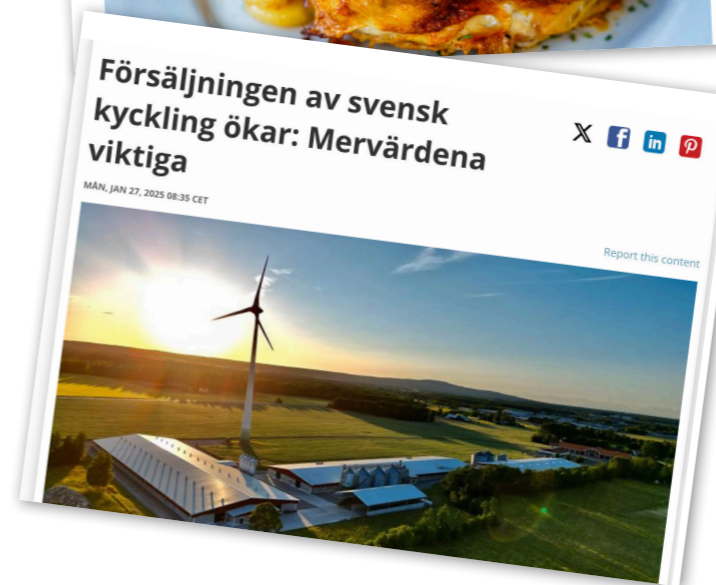 Försäljningen av svensk
kyckling ökar: Mervärdena
viktiga
MÅN, JAN 27, 2025 08:35 CET
Report this content